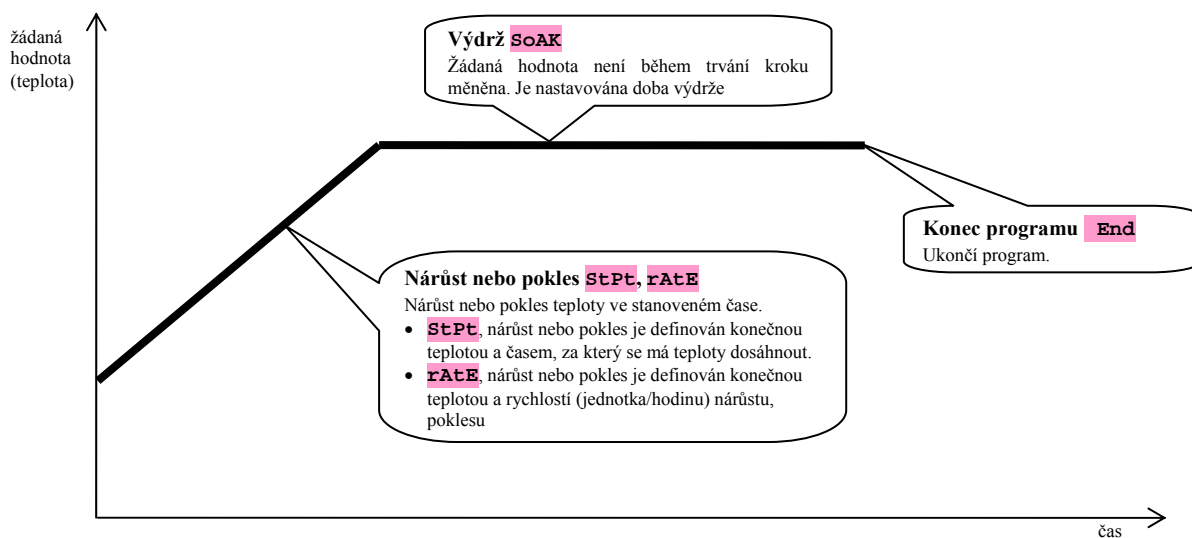 žádaná
hodnota
(teplota)
Výdrž SoAK
Žádaná hodnota není během trvání kroku
měněna. Je nastavována doba výdrže
Konec programu End
Ukončí program.
Nárůst nebo pokles StPt, rAtE
Nárůst nebo pokles teploty ve stanoveném čase.
• StPt, nárůst nebo pokles je definován konečnou
teplotou a časem, za který se má teploty dosáhnout.
• rAtE, nárůst nebo pokles je definován konečnou
teplotou a rychlostí (jednotka/hodinu) nárůstu,
poklesu
čas